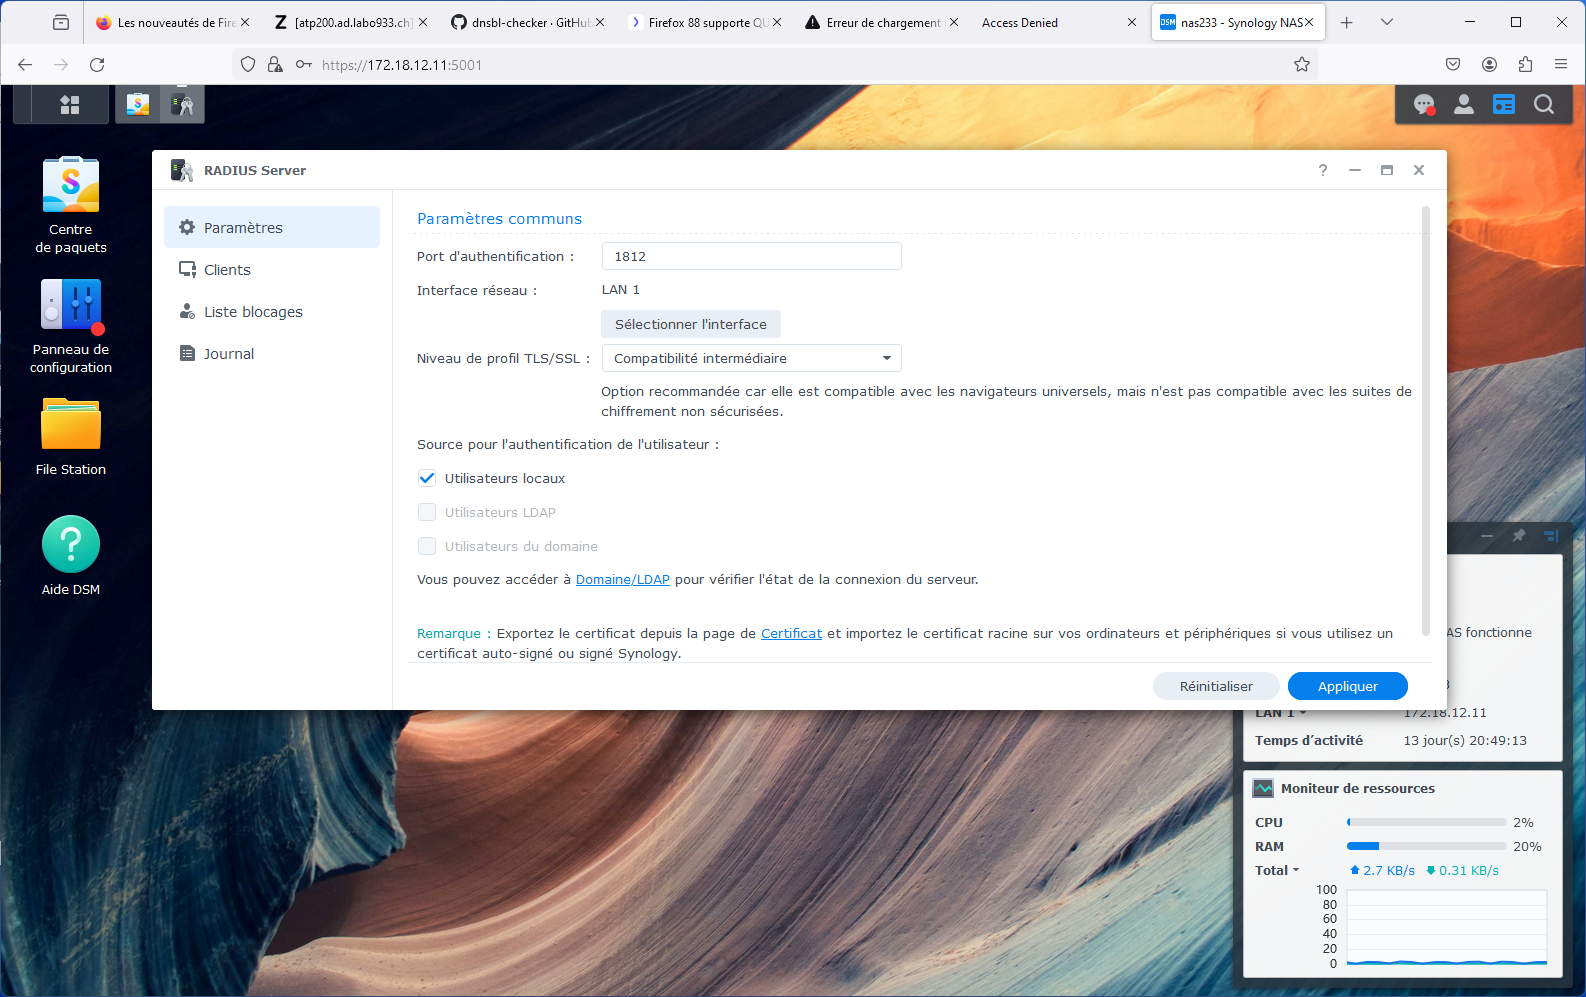 Les nouveautés de Fire
[atp200.ad.labo933.ch]
dnsbl-checker · GitHub
Firefox 88 supporte QU
Erreur de chargement
Access Denied
nas233 - Synology NAS
https://172.18.12.11:5001
Centre
de paquets
Panneau de
configuration
File Station
Aide DSM
RADIUS Server
Paramètres
Clients
Liste blocages
Journal
Paramètres communs
Port d'authentification :
1812
Interface réseau :
LAN 1
Sélectionner l'interface
Niveau de profil TLS/SSL :
Compatibilité intermédiaire
Option recommandée car elle est compatible avec les navigateurs universels, mais n'est pas compatible avec les suites de
chiffrement non sécurisées.
Source pour l'authentification de l'utilisateur :
Utilisateurs locaux
Utilisateurs LDAP
Utilisateurs du domaine
Vous pouvez accéder à Domaine/LDAP pour vérifier l'état de la connexion du serveur.
Remarque : Exportez le certificat depuis la page de Certificat et importez le certificat racine sur vos ordinateurs et périphériques si vous utilisez un
certificat auto-signé ou signé Synology.
Réinitialiser
Appliquer
AS fonctionne
3
LAN 1
172.18.12.11
Temps d’activité
13 jour(s) 20:49:13
Moniteur de ressources
CPU
2%
RAM
20%
Total
2.7 KB/s
0.31 KB/s
100
80
60
40
20
0